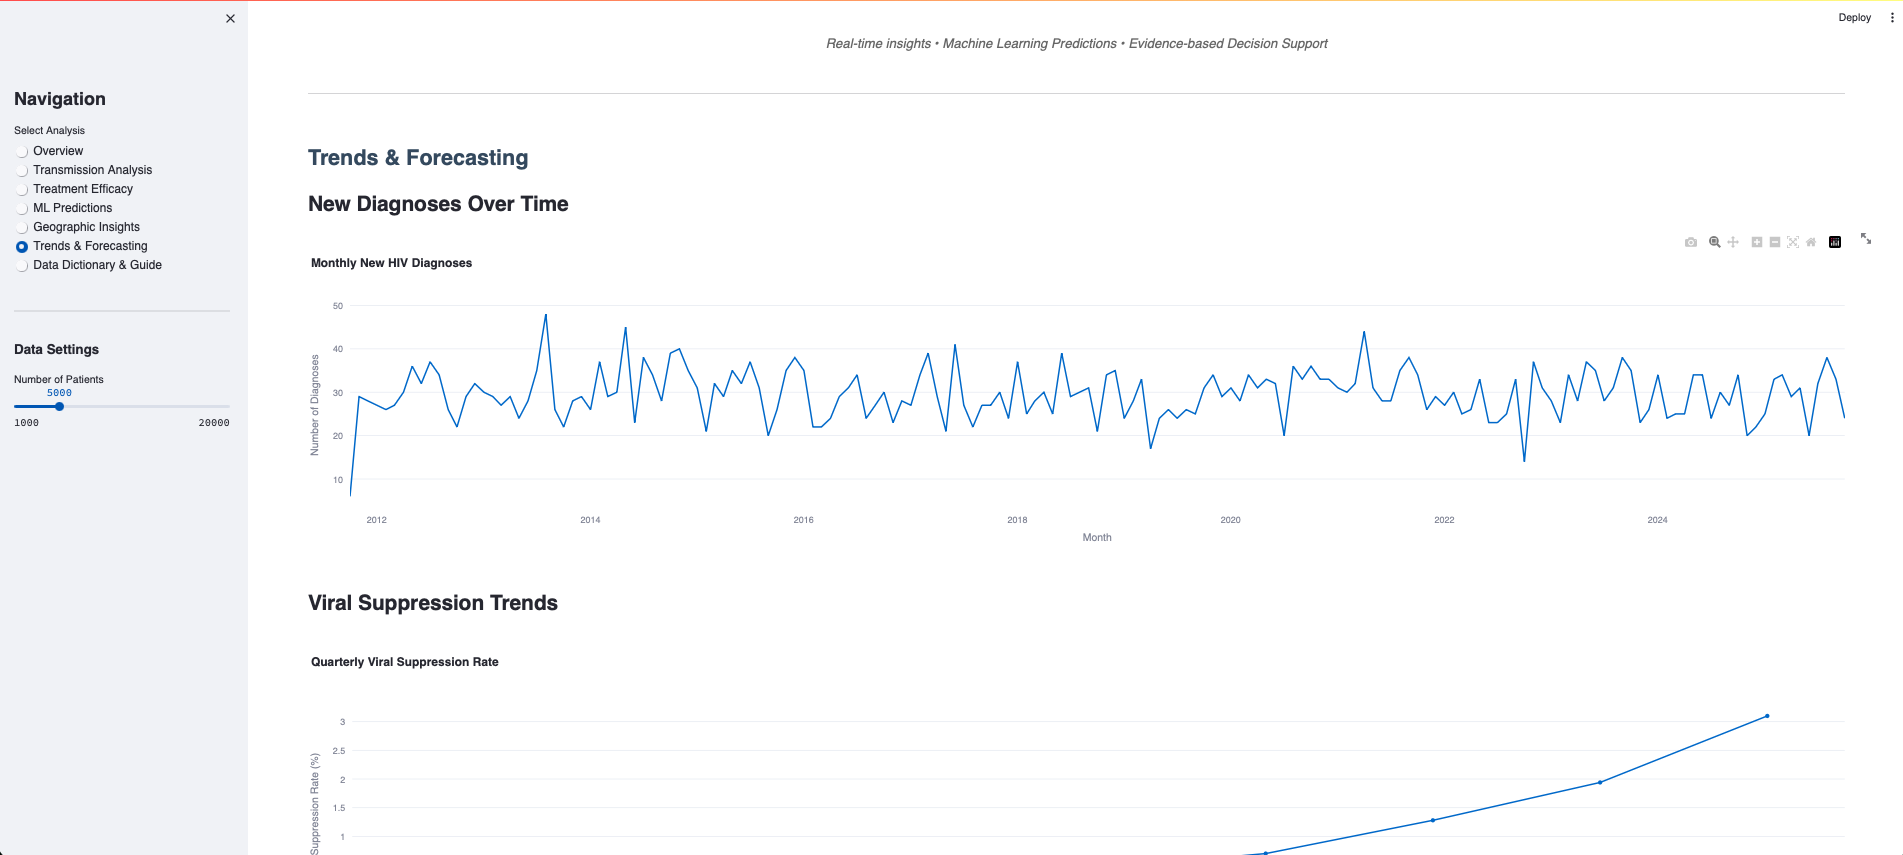 Deploy
Real-time insights • Machine Learning Predictions • Evidence-based Decision Support
Navigation
Select Analysis
Overview
Transmission Analysis
Treatment Efficacy
ML Predictions
Geographic Insights
Trends & Forecasting
Data Dictionary & Guide
Data Settings
Number of Patients
5000
1000 20000
Trends & Forecasting
New Diagnoses Over Time
Monthly New HIV Diagnoses
50
40
30
20
10
Number of Diagnoses
2012 2014 2016 2018 2020 2022 2024
Month
Viral Suppression Trends
Quarterly Viral Suppression Rate
3
2.5
2
1.5
1
Suppression Rate (%)